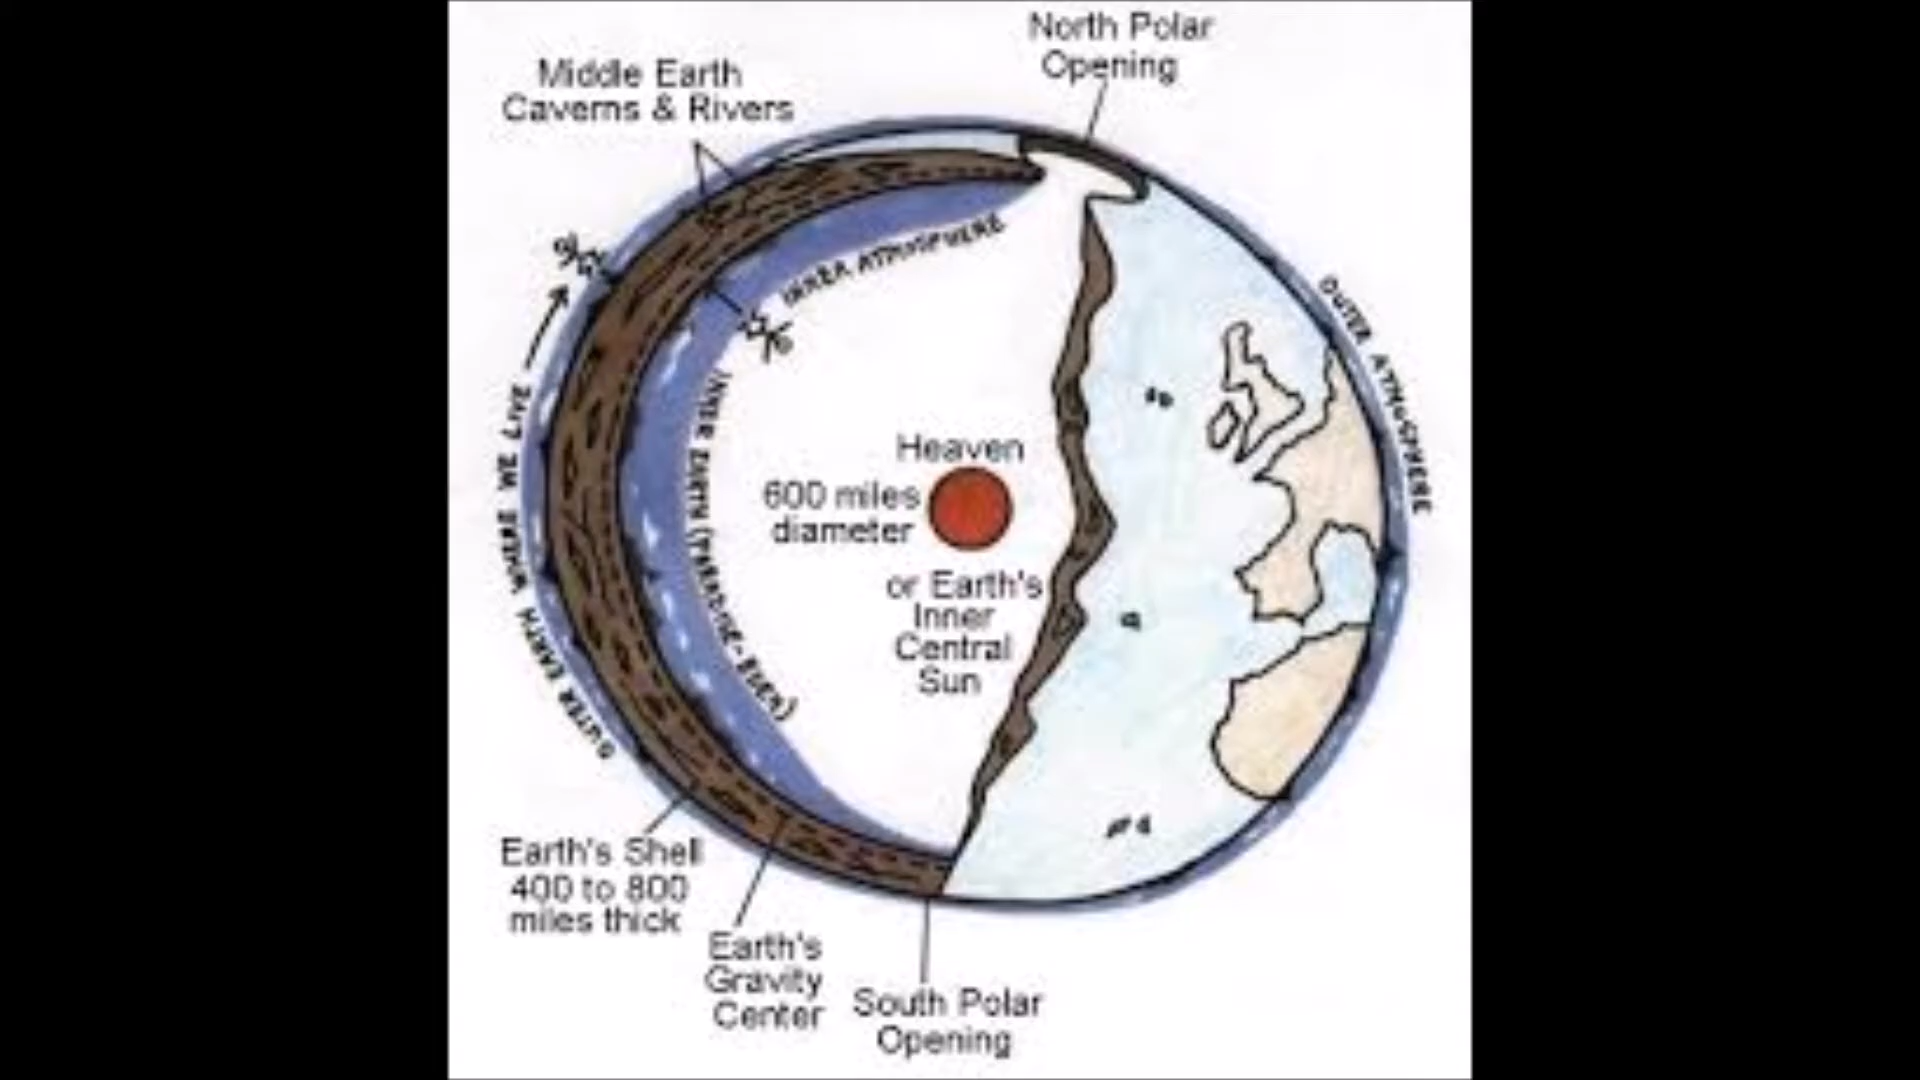 North Polar
Opening
Middle Earth
Caverns & Rivers
INNER ATMOSPHERE
OUTER ATMOSPHERE
OUTER EARTH WHERE WE LIVE
INNER EARTH (PARADISE-EDEN)
Heaven
600 miles
diameter
or Earth's
Inner
Central
Sun
Earth's Shell
400 to 800
miles thick
Earth's
Gravity
Center
South Polar
Opening